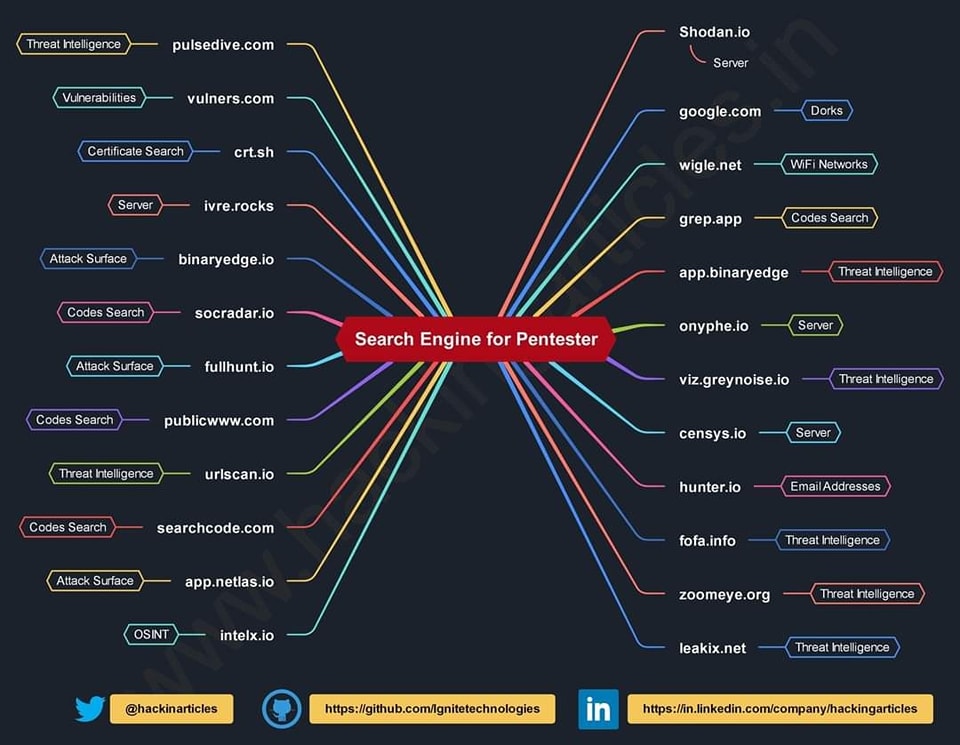 Threat Intelligence
pulsedive.com
Vulnerabilities
vulners.com
Certificate Search
crt.sh
Server
ivre.rocks
Attack Surface
binaryedge.io
Codes Search
socradar.io
Attack Surface
fullhunt.io
Codes Search
publicwww.com
Threat Intelligence
urlscan.io
Codes Search
searchcode.com
Attack Surface
app.netlas.io
OSINT
intelx.io
Search Engine for Pentester
Shodan.io
Server
google.com
Dorks
wigle.net
WiFi Networks
grep.app
Codes Search
app.binaryedge
Threat Intelligence
onyphe.io
Server
viz.greynoise.io
Threat Intelligence
censys.io
Server
hunter.io
Email Addresses
fofa.info
Threat Intelligence
zoomeye.org
Threat Intelligence
leakix.net
Threat Intelligence
www.hackinarticles.in
@hackinarticles
https://github.com/Ignitetechnologies
in
https://in.linkedin.com/company/hackingarticles